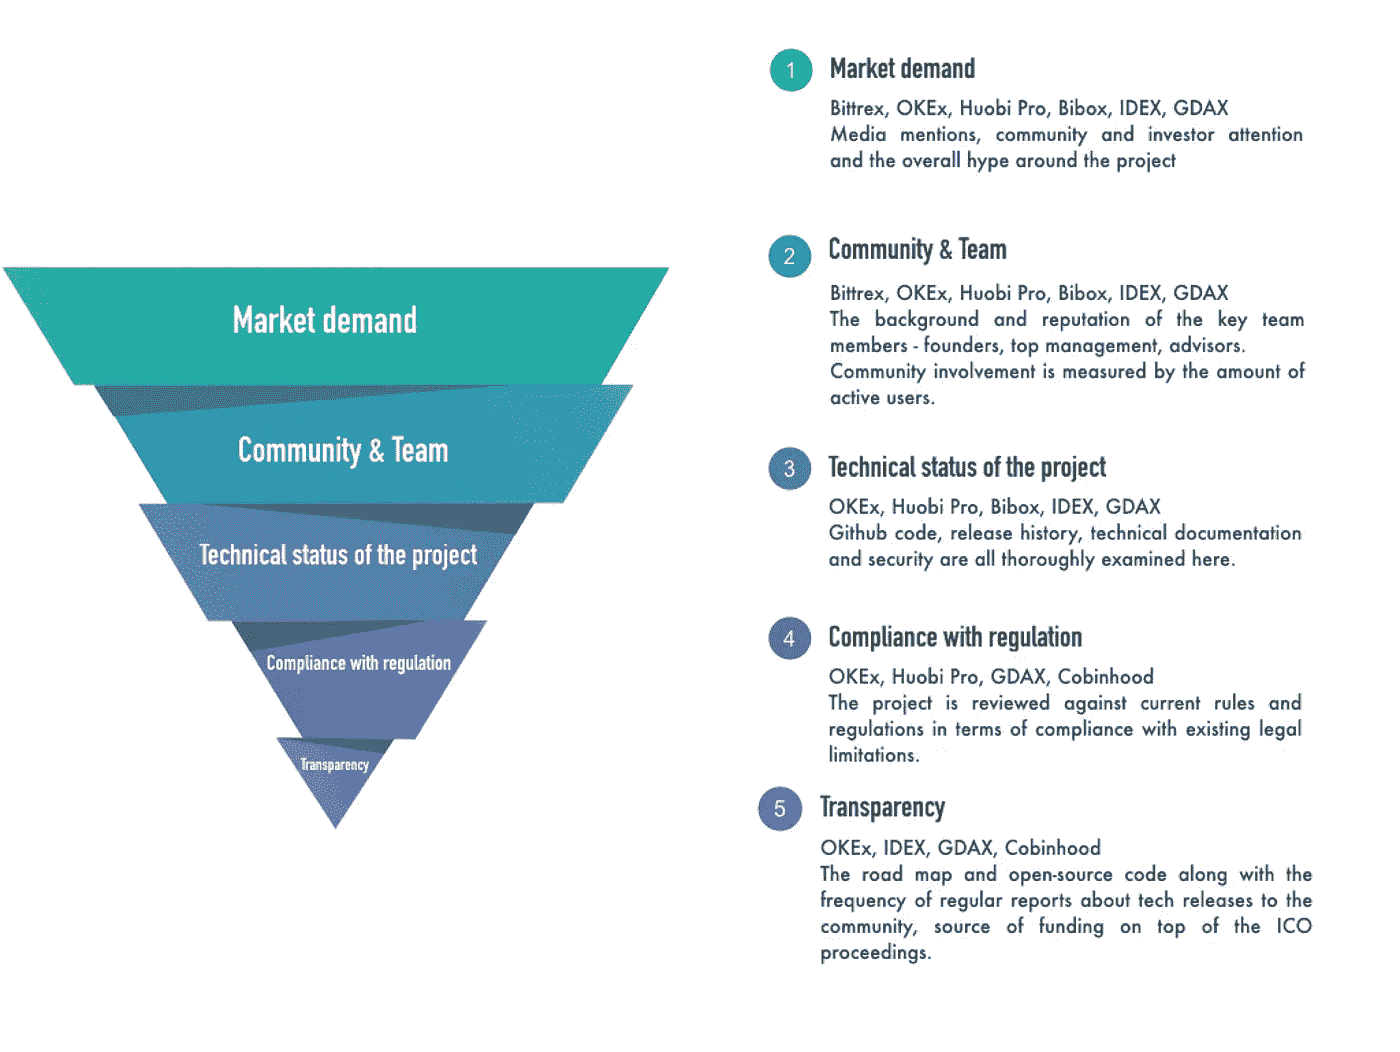 Market demand
Community & Team
Technical status of the project
Compliance with regulation
Transparency
1
Market demand
Bittrex, OKEx, Huobi Pro, Bibox, IDEX, GDAX
Media mentions, community and investor attention
and the overall hype around the project
2
Community & Team
Bittrex, OKEx, Huobi Pro, Bibox, IDEX, GDAX
The background and reputation of the key team
members - founders, top management, advisors.
Community involvement is measured by the amount of
active users.
3
Technical status of the project
OKEx, Huobi Pro, Bibox, IDEX, GDAX
Github code, release history, technical documentation
and security are all thoroughly examined here.
4
Compliance with regulation
OKEx, Huobi Pro, GDAX, Cobinhood
The project is reviewed against current rules and
regulations in terms of compliance with existing legal
limitations.
5
Transparency
OKEx, IDEX, GDAX, Cobinhood
The road map and open-source code along with the
frequency of regular reports about tech releases to the
community, source of funding on top of the ICO
proceedings.